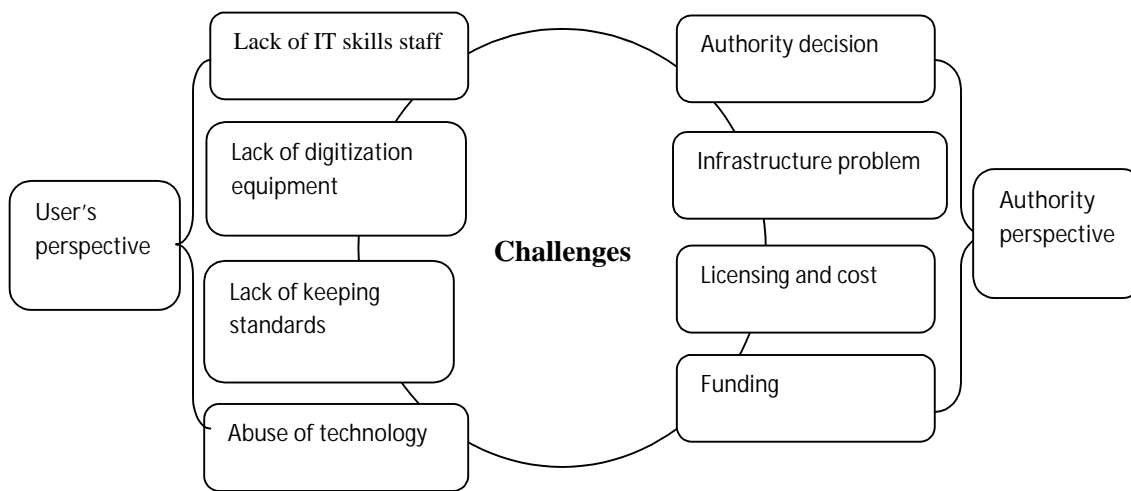 User's
perspective
Lack of IT skills staff
Lack of digitization
equipment
Lack of keeping
standards
Abuse of technology
Challenges
Authority decision
Infrastructure problem
Licensing and cost
Funding
Authority
perspective